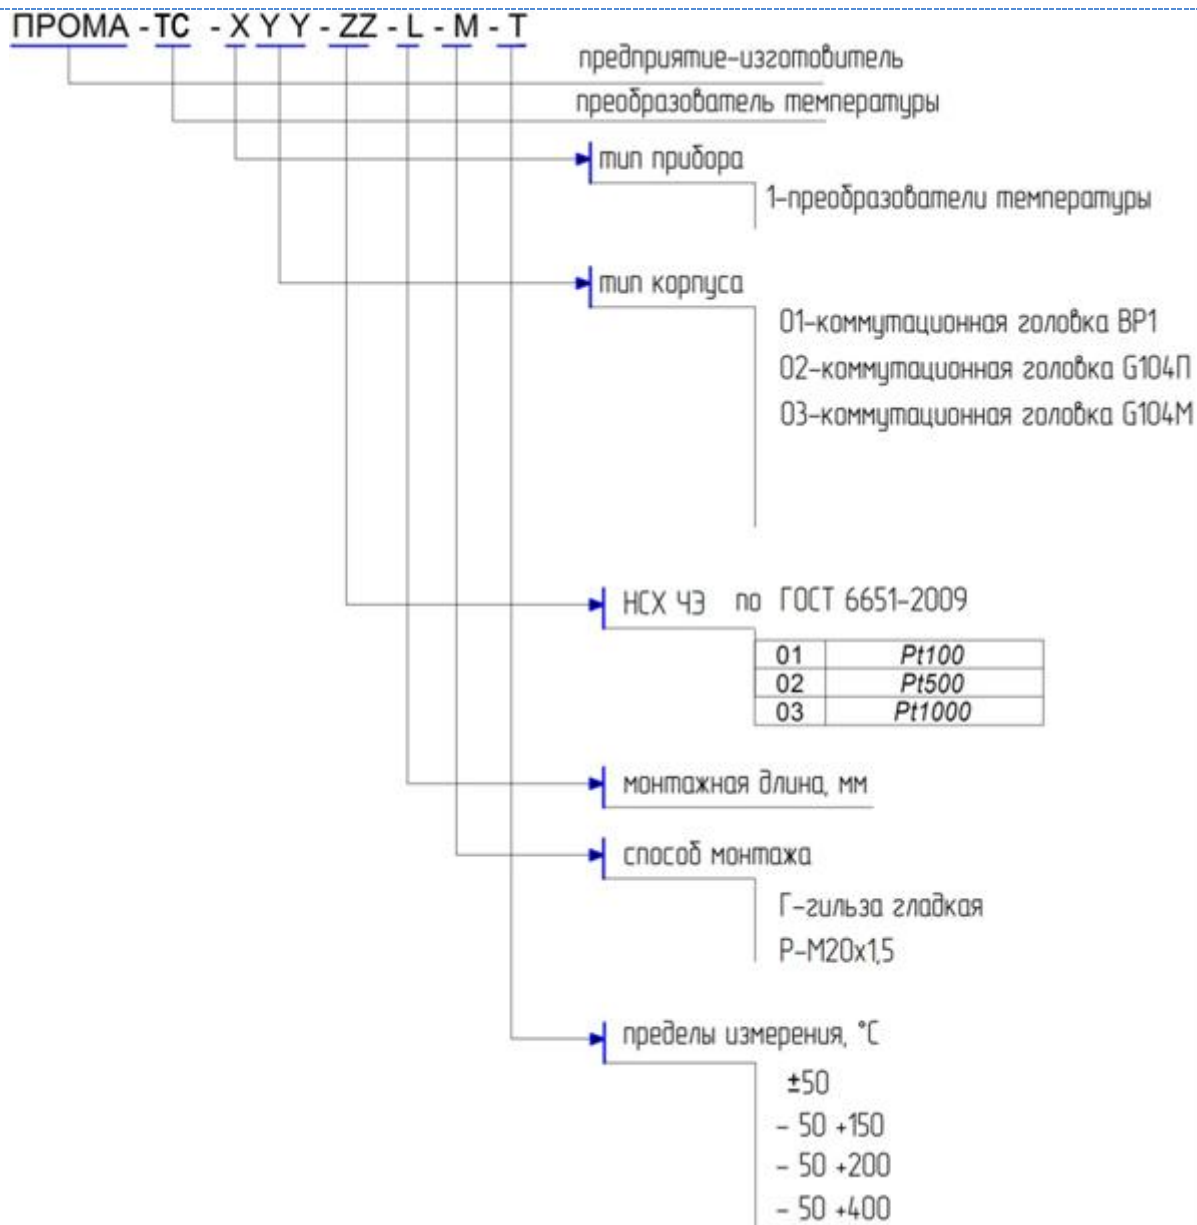 ПРОМА - ТС - X Y Y - ZZ - L - M - T
предприятие-изготовитель
преобразователь температуры
тип прибора
1-преобразователи температуры
тип корпуса
01-коммутационная головка ВР1
02-коммутационная головка G104П
03-коммутационная головка G104М
НСХ ЧЭ по ГОСТ 6651-2009
01 Pt100
02 Pt500
03 Pt1000
монтажная длина, мм
способ монтажа
Г-гильза гладкая
Р-М20х1,5
пределы измерения, °С
±50
- 50 +150
- 50 +200
- 50 +400